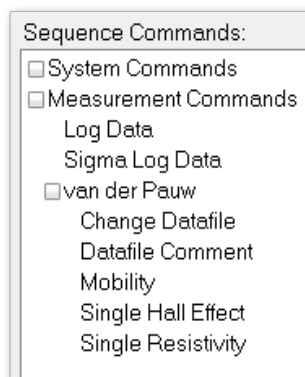 Sequence Commands:
System Commands
Measurement Commands
Log Data
Sigma Log Data
van der Pauw
Change Datafile
Datafile Comment
Mobility
Single Hall Effect
Single Resistivity